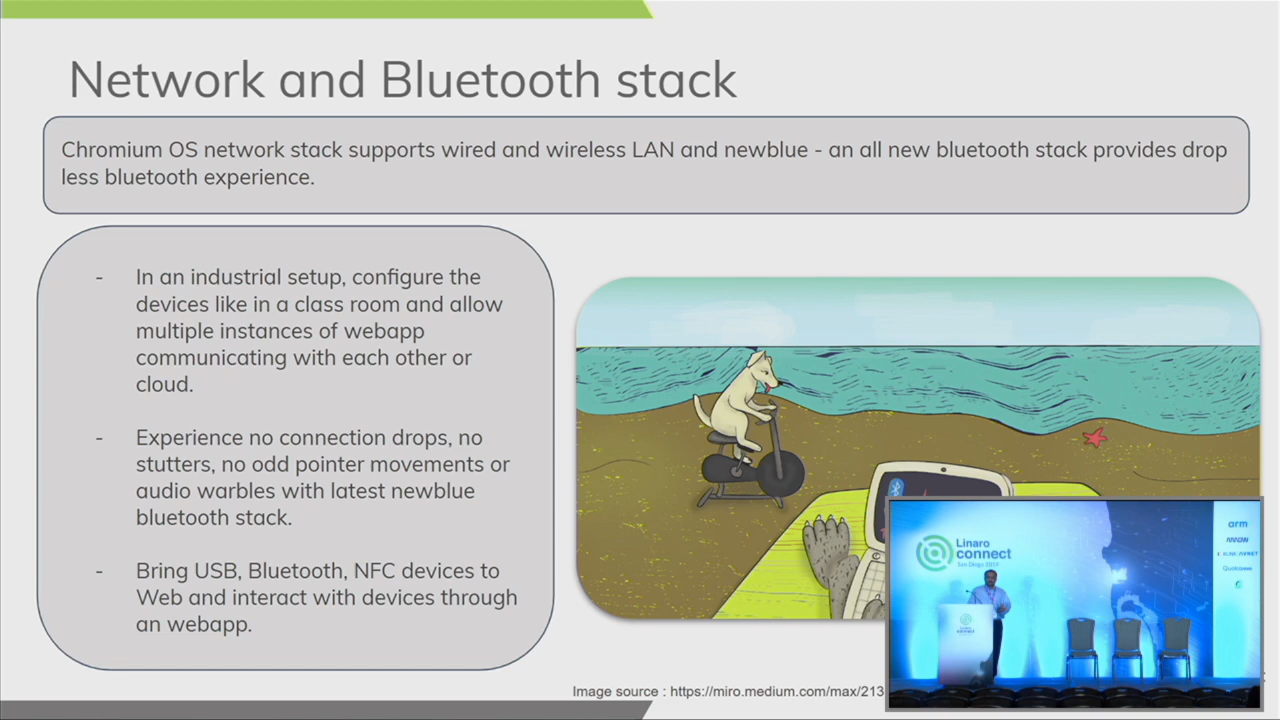 Network and Bluetooth stack
Chromium OS network stack supports wired and wireless LAN and newblue - an all new bluetooth stack provides drop
less bluetooth experience.
- In an industrial setup, configure the
devices like in a class room and allow
multiple instances of webapp
communicating with each other or
cloud.
- Experience no connection drops, no
stutters, no odd pointer movements or
audio warbles with latest newblue
bluetooth stack.
- Bring USB, Bluetooth, NFC devices to
Web and interact with devices through
an webapp.
Image source : https://miro.medium.com/max/213
Linaro
connect
San Diego 2019
arm
Qualcomm